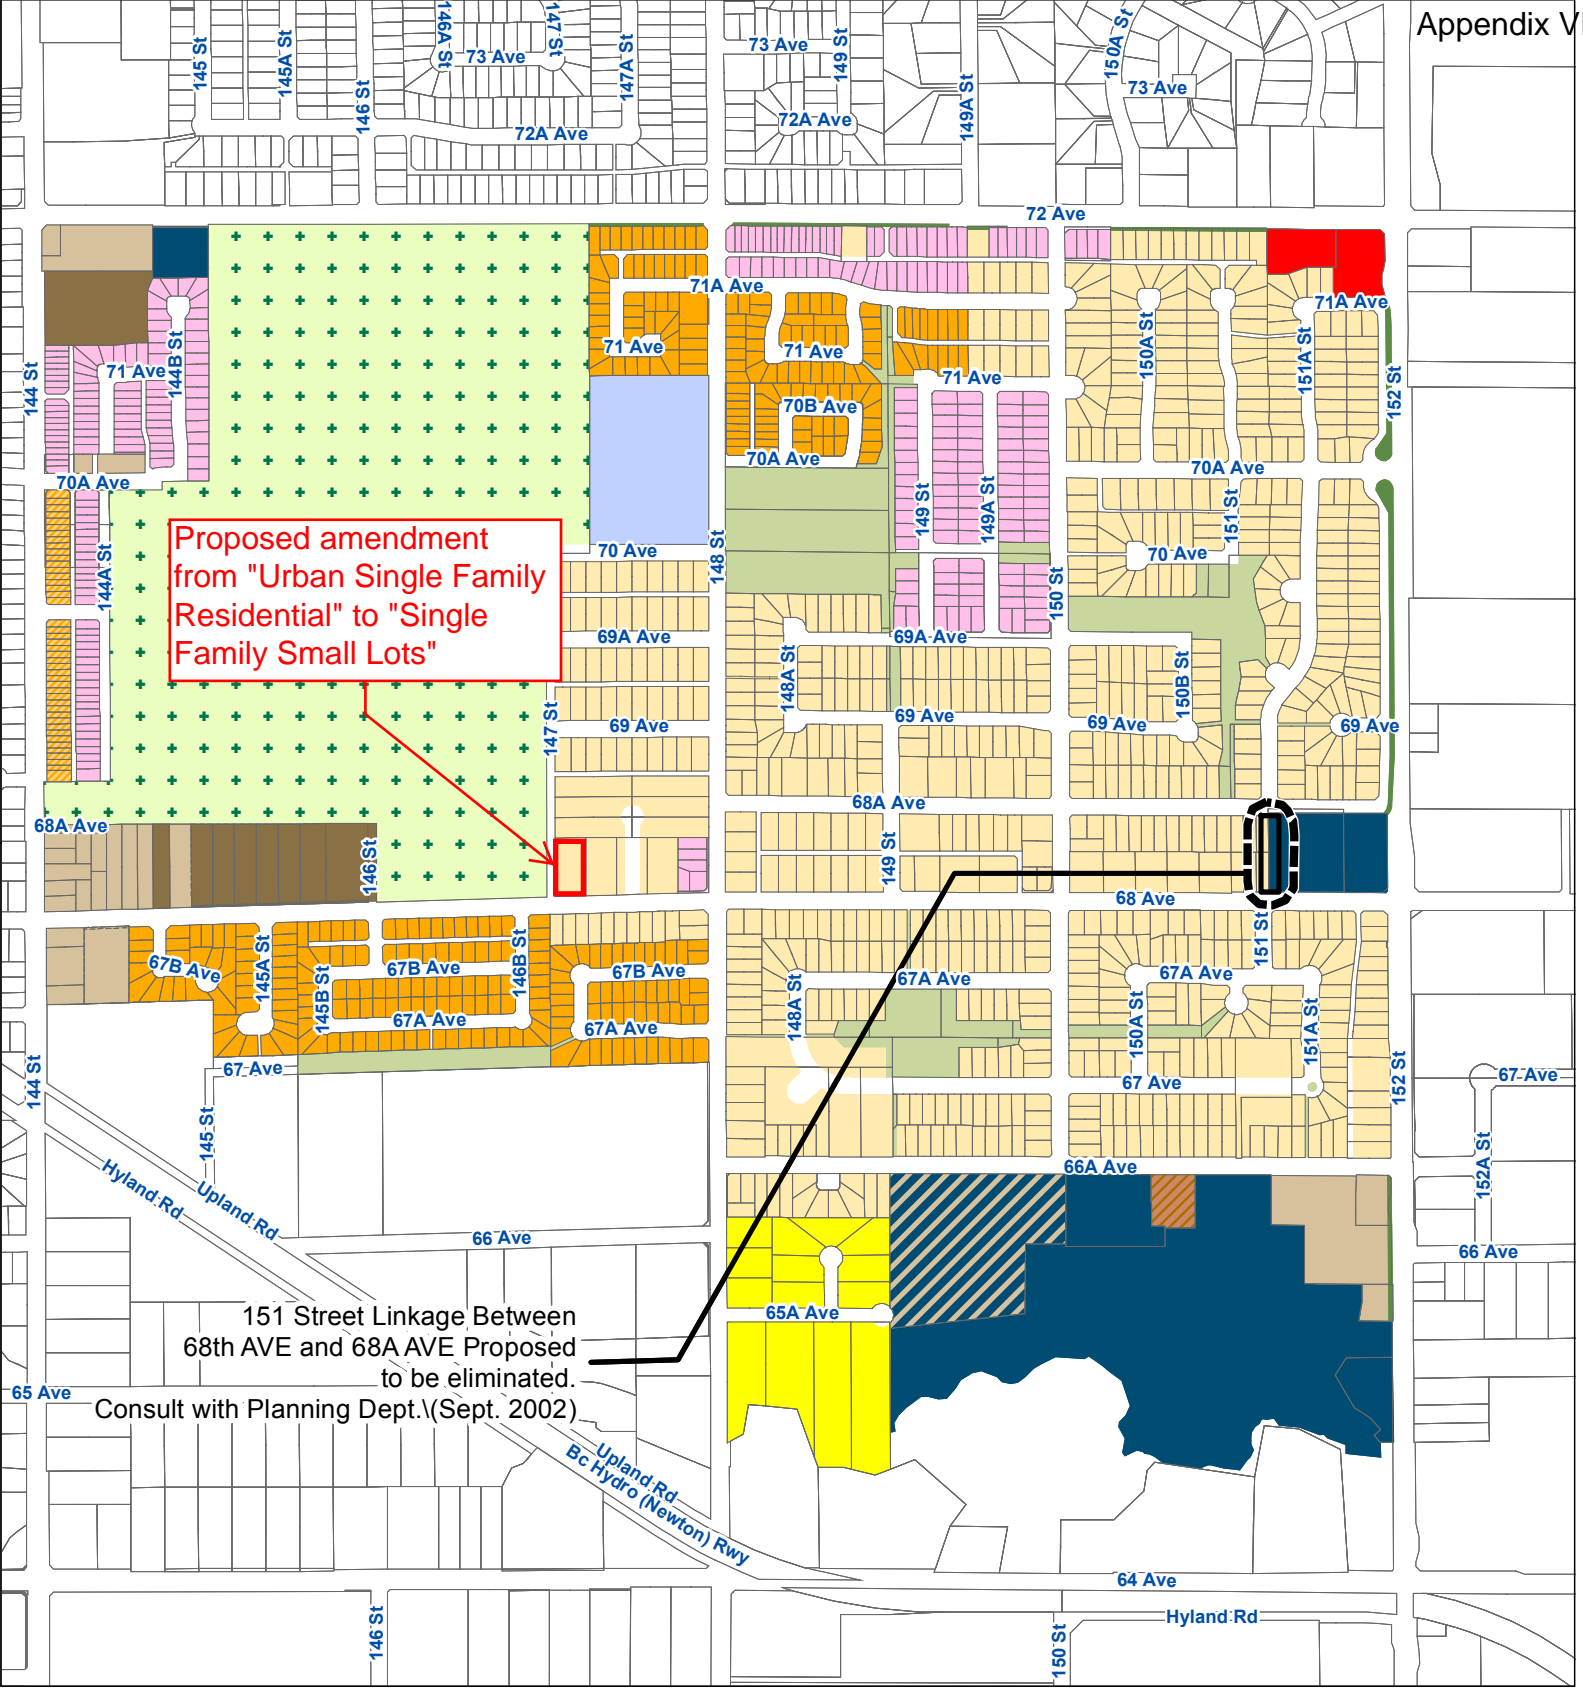 Appendix V
145 St
145A St
146 St
146A St
73 Ave
147 St
147A St
72A Ave
73 Ave
149 St
72A Ave
149A St
150A St
73 Ave
72 Ave
71A Ave
71 Ave
71 Ave
70B Ave
70A Ave
71 Ave
150A St
151A St
71A Ave
152 St
144 St
71 Ave
144B St
70A Ave
144A St
70A Ave
151 St
149 St
149A St
148 St
70 Ave
70 Ave
150 St
Proposed amendment
from "Urban Single Family
Residential" to "Single
Family Small Lots"
69A Ave
69A Ave
148A St
150B St
147 St
69 Ave
69 Ave
69 Ave
69 Ave
68A Ave
68A Ave
146 St
149 St
68 Ave
151 St
67B Ave
145A St
145B St
67B Ave
146B St
67B Ave
67A Ave
67A Ave
67A Ave
148A St
67A Ave
150A St
151A St
144 St
67 Ave
67 Ave
152 St
67 Ave
145 St
66A Ave
152A St
Hyland Rd
Upland Rd
66 Ave
66 Ave
65A Ave
151 Street Linkage Between
68th AVE and 68A AVE Proposed
to be eliminated.
Consult with Planning Dept.\(Sept. 2002)
65 Ave
Upland Rd
Bc Hydro (Newton) Rwy
64 Ave
Hyland Rd
146 St
150 St